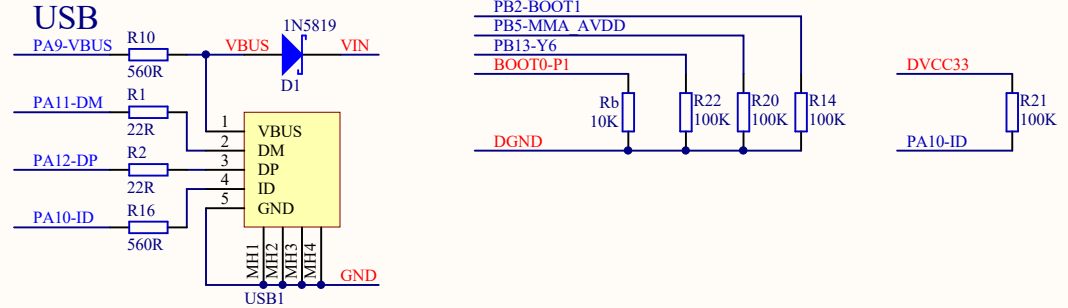 USB
1N5819
PA9-VBUS
R10
VBUS
VIN
560R
D1
PA11-DM
R1
22R
1
VBUS
2
DM
PA12-DP
R2
3
DP
22R
4
ID
5
GND
PA10-ID
R16
560R
MH1
MH2
MH3
MH4
GND
USB1
PB2-BOOT1
PB5-MMA_AVDD
PB13-Y6
BOOT0-P1
Rb
10K
R22
100K
R20
100K
R14
100K
DGND
DVCC33
R21
100K
PA10-ID